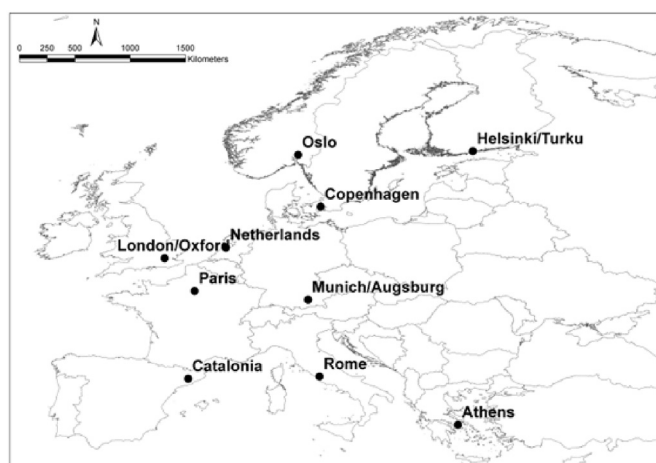 N
0 250 500 1000 1500
Kilometers
Oslo
Helsinki/Turku
Copenhagen
Netherlands
London/Oxford
Paris
Munich/Augsburg
Catalonia
Rome
Athens